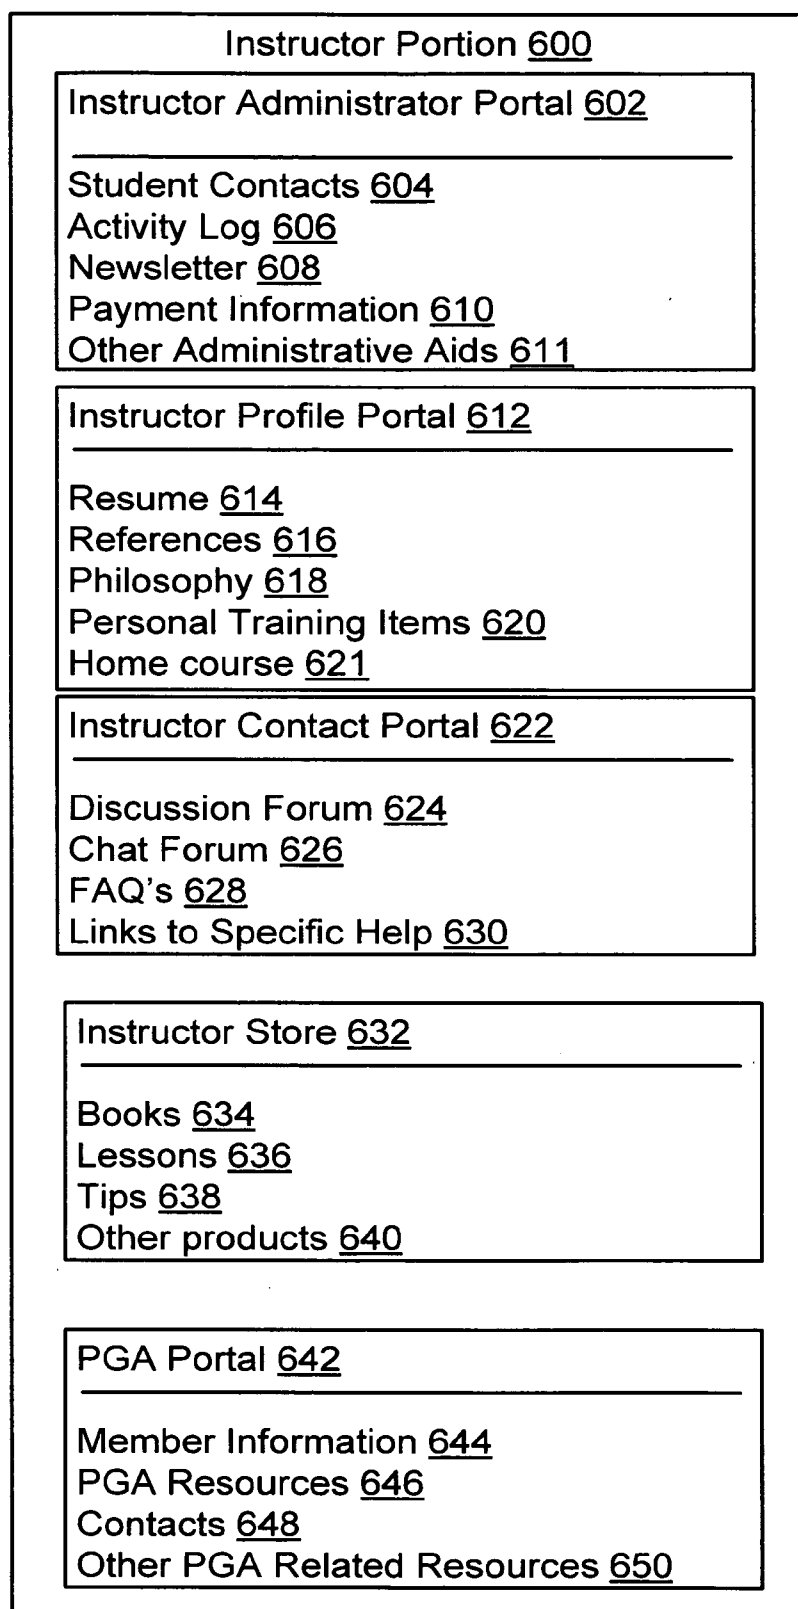 Instructor Portion 600
Instructor Administrator Portal 602
Student Contacts 604
Activity Log 606
Newsletter 608
Payment Information 610
Other Administrative Aids 611
Instructor Profile Portal 612
Resume 614
References 616
Philosophy 618
Personal Training Items 620
Home course 621
Instructor Contact Portal 622
Discussion Forum 624
Chat Forum 626
FAQ's 628
Links to Specific Help 630
Instructor Store 632
Books 634
Lessons 636
Tips 638
Other products 640
PGA Portal 642
Member Information 644
PGA Resources 646
Contacts 648
Other PGA Related Resources 650